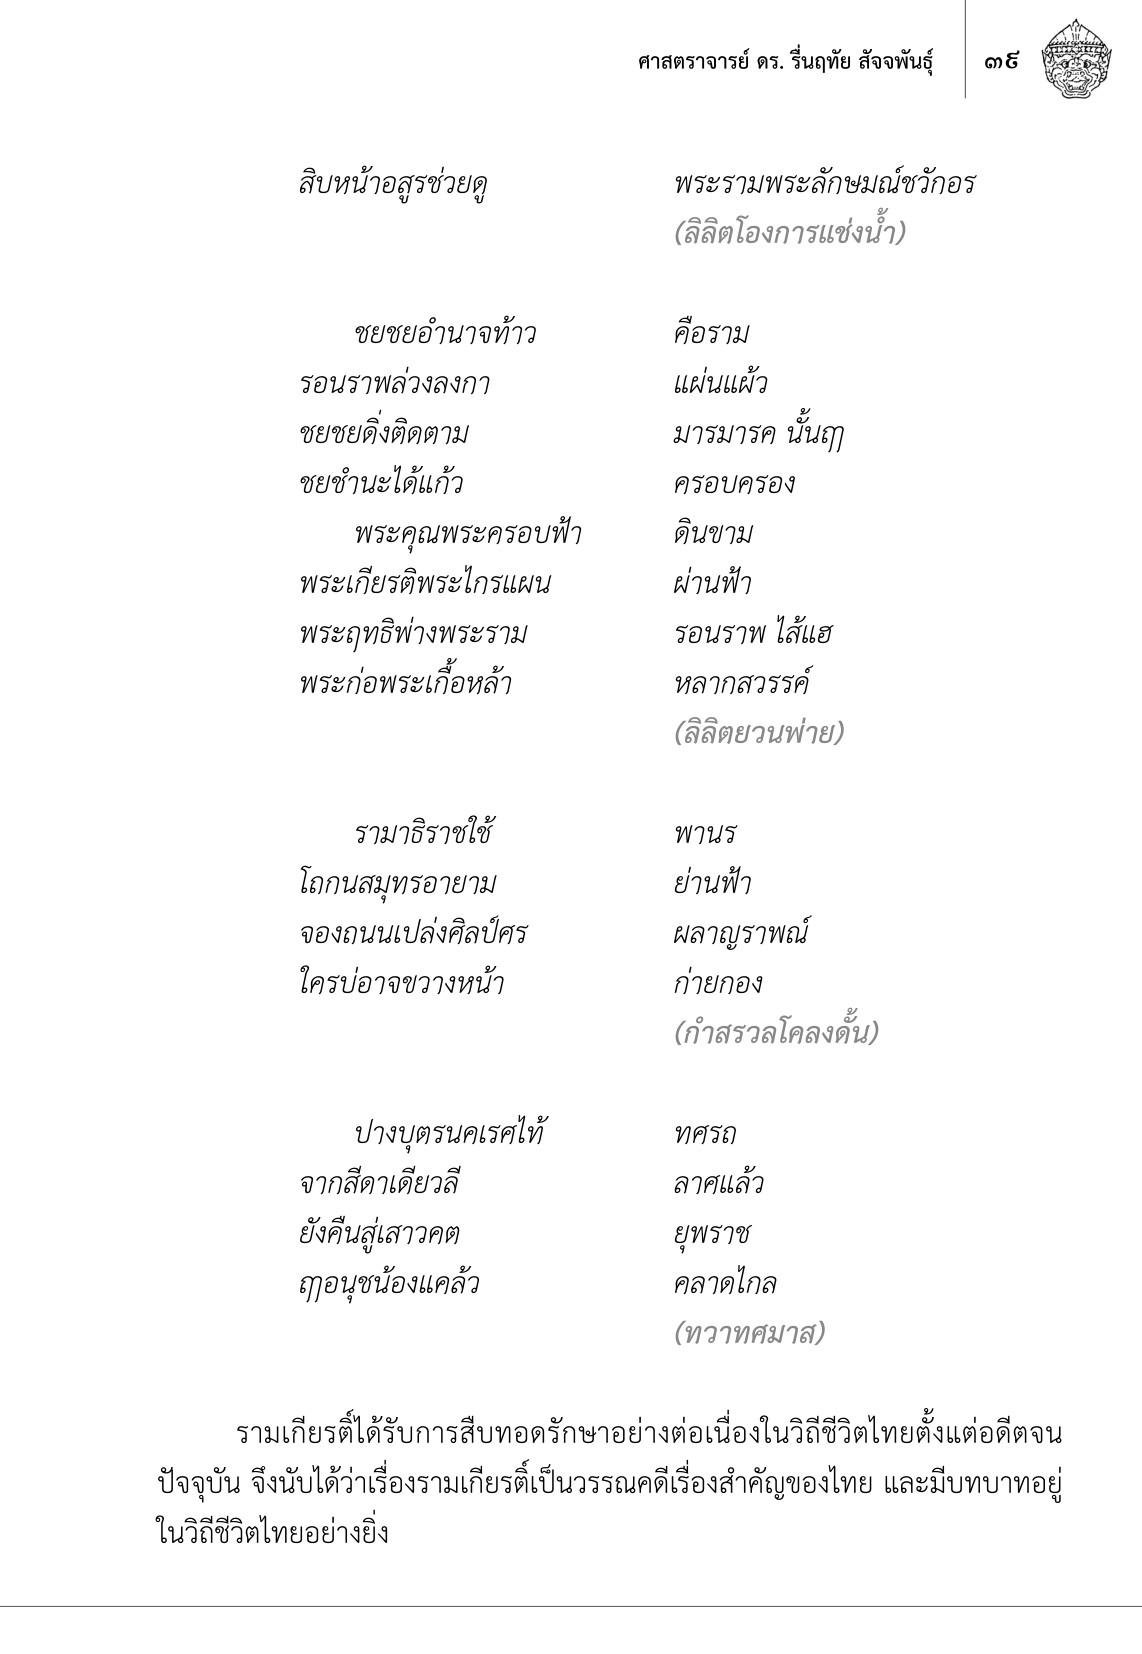 ศาสตราจารย์ ดร. รื่นฤทัย สัจจพันธุ์ ๓๙
สิบหน้าอสูรช่วยดู พระรามพระลักษมณ์ชวักอร
(ลิลิตโองการแช่งน้ำ)
ชยชยอำนาจท้าว คือราม
รอนราพล่วงลงกา แผ่นแผ้ว
ชยชยดิ่งติดตาม มารมารค นั้นฤๅ
ชยชำนะได้แก้ว ครอบครอง
พระคุณพระครอบฟ้า ดินขาม
พระเกียรติพระไกรแผน ผ่านฟ้า
พระฤทธิพ่างพระราม รอนราพ ไส้แฮ
พระก่อพระเกื้อหล้า หลากสวรรค์
(ลิลิตยวนพ่าย)
รามาธิราชใช้ พานร
โถกนสมุทรอายาม ย่านฟ้า
จองถนนเปล่งศิลป์ศร ผลาญราพณ์
ใครบ่อาจขวางหน้า ก่ายกอง
(กำสรวลโคลงดั้น)
ปางบุตรนคเรศไท้ ทศรถ
จากสีดาเดียวลี ลาศแล้ว
ยังคืนสู่เสาวคต ยุพราช
ฤๅอนุชน้องแคล้ว คลาดไกล
(ทวาทศมาส)
รามเกียรติ์ได้รับการสืบทอดรักษาอย่างต่อเนื่องในวิถีชีวิตไทยตั้งแต่อดีตจน
ปัจจุบัน จึงนับได้ว่าเรื่องรามเกียรติ์เป็นวรรณคดีเรื่องสำคัญของไทย และมีบทบาทอยู่
ในวิถีชีวิตไทยอย่างยิ่ง